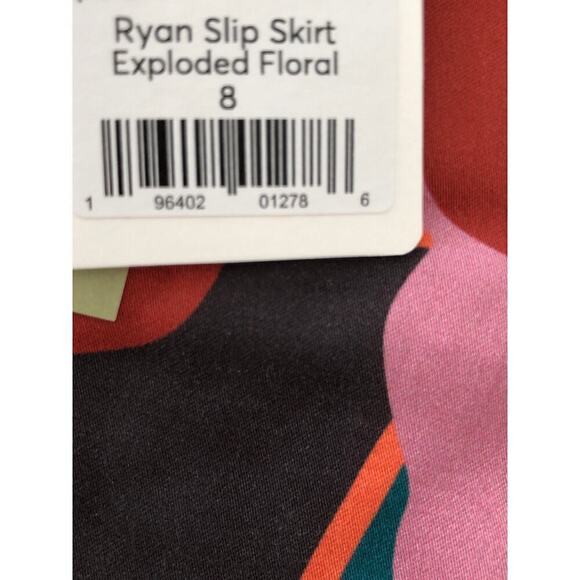 Ryan Slip Skirt
Exploded Floral
8
1 96402 01278 6